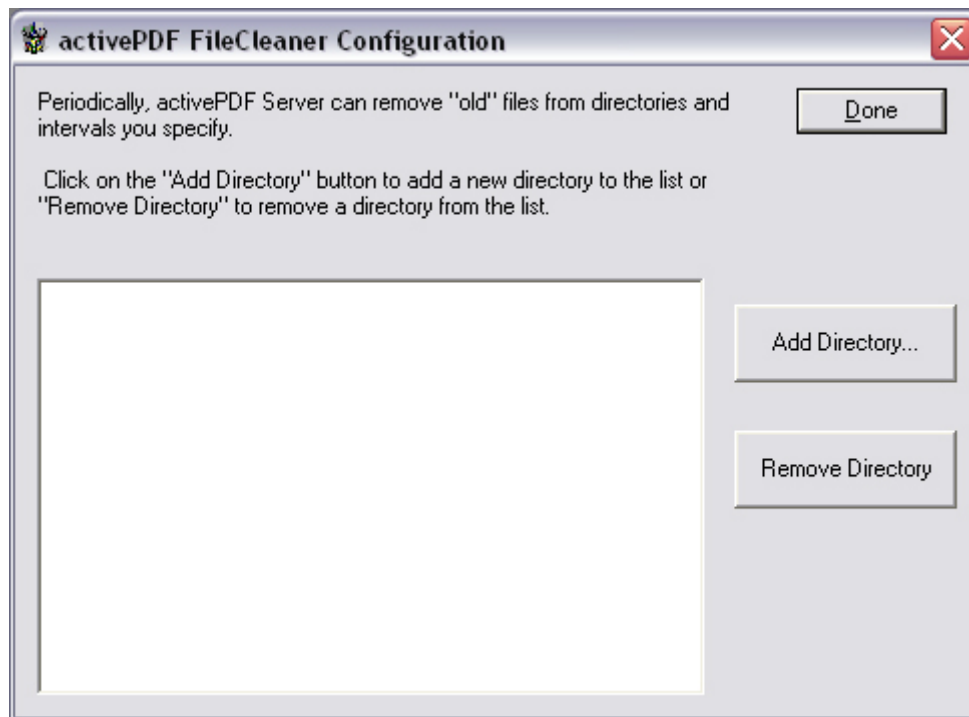 activePDF FileCleaner Configuration
Periodically, activePDF Server can remove "old" files from directories and
intervals you specify.
Done
Click on the "Add Directory" button to add a new directory to the list or
"Remove Directory" to remove a directory from the list.
Add Directory...
Remove Directory